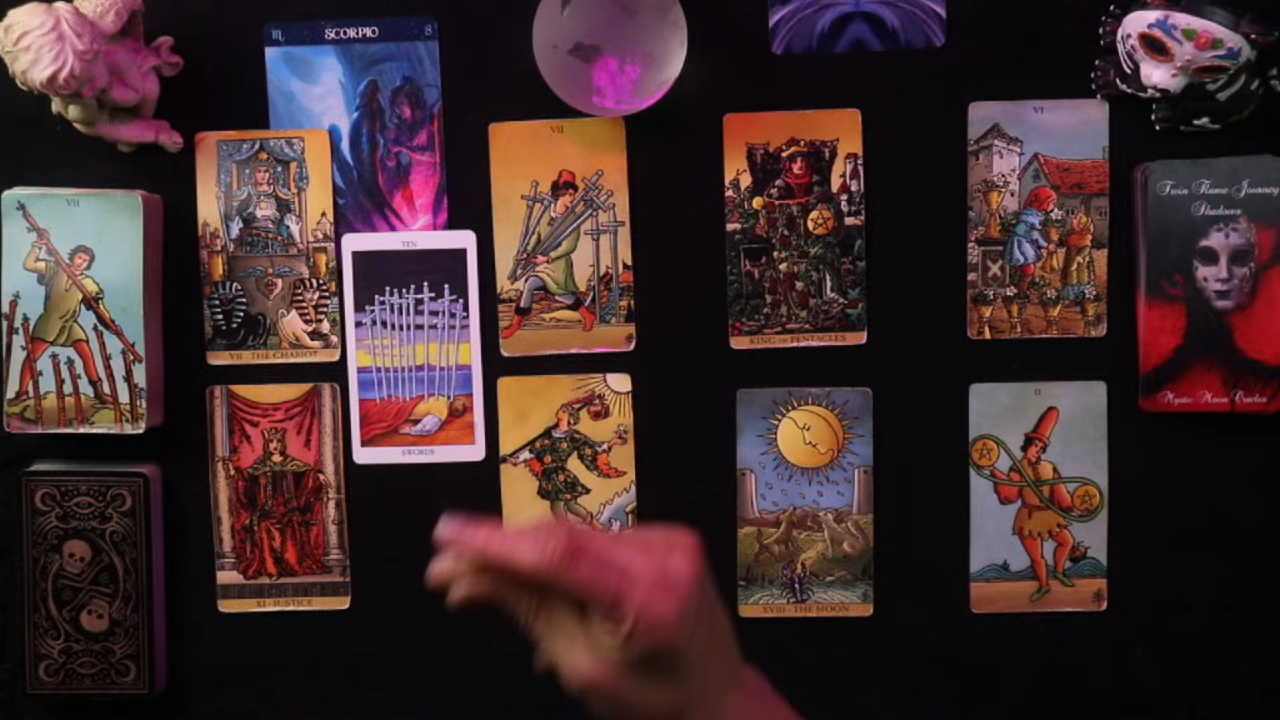 ♏ SCORPIO 8
VII
VI
VII
VII THE CHARIOT
TEN
SWORDS
KING OF PENTACLES
Twin Flame Journey
Shadows
Mystic Moon Oracles
XI JUSTICE
XVIII THE MOON
II